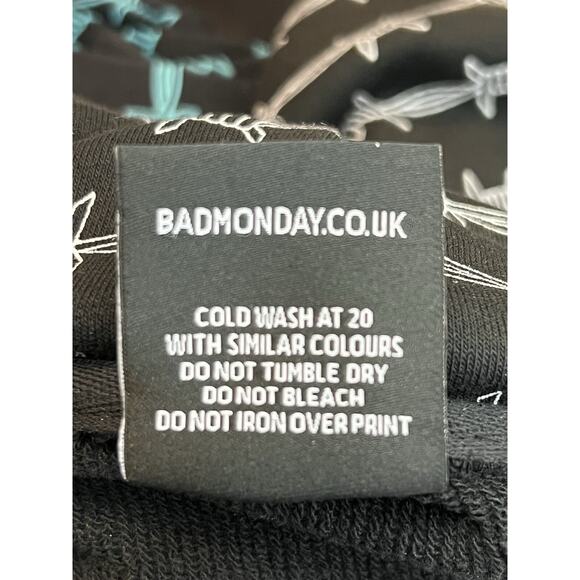 BADMONDAY.CO.UK
COLD WASH AT 20
WITH SIMILAR COLOURS
DO NOT TUMBLE DRY
DO NOT BLEACH
DO NOT IRON OVER PRINT